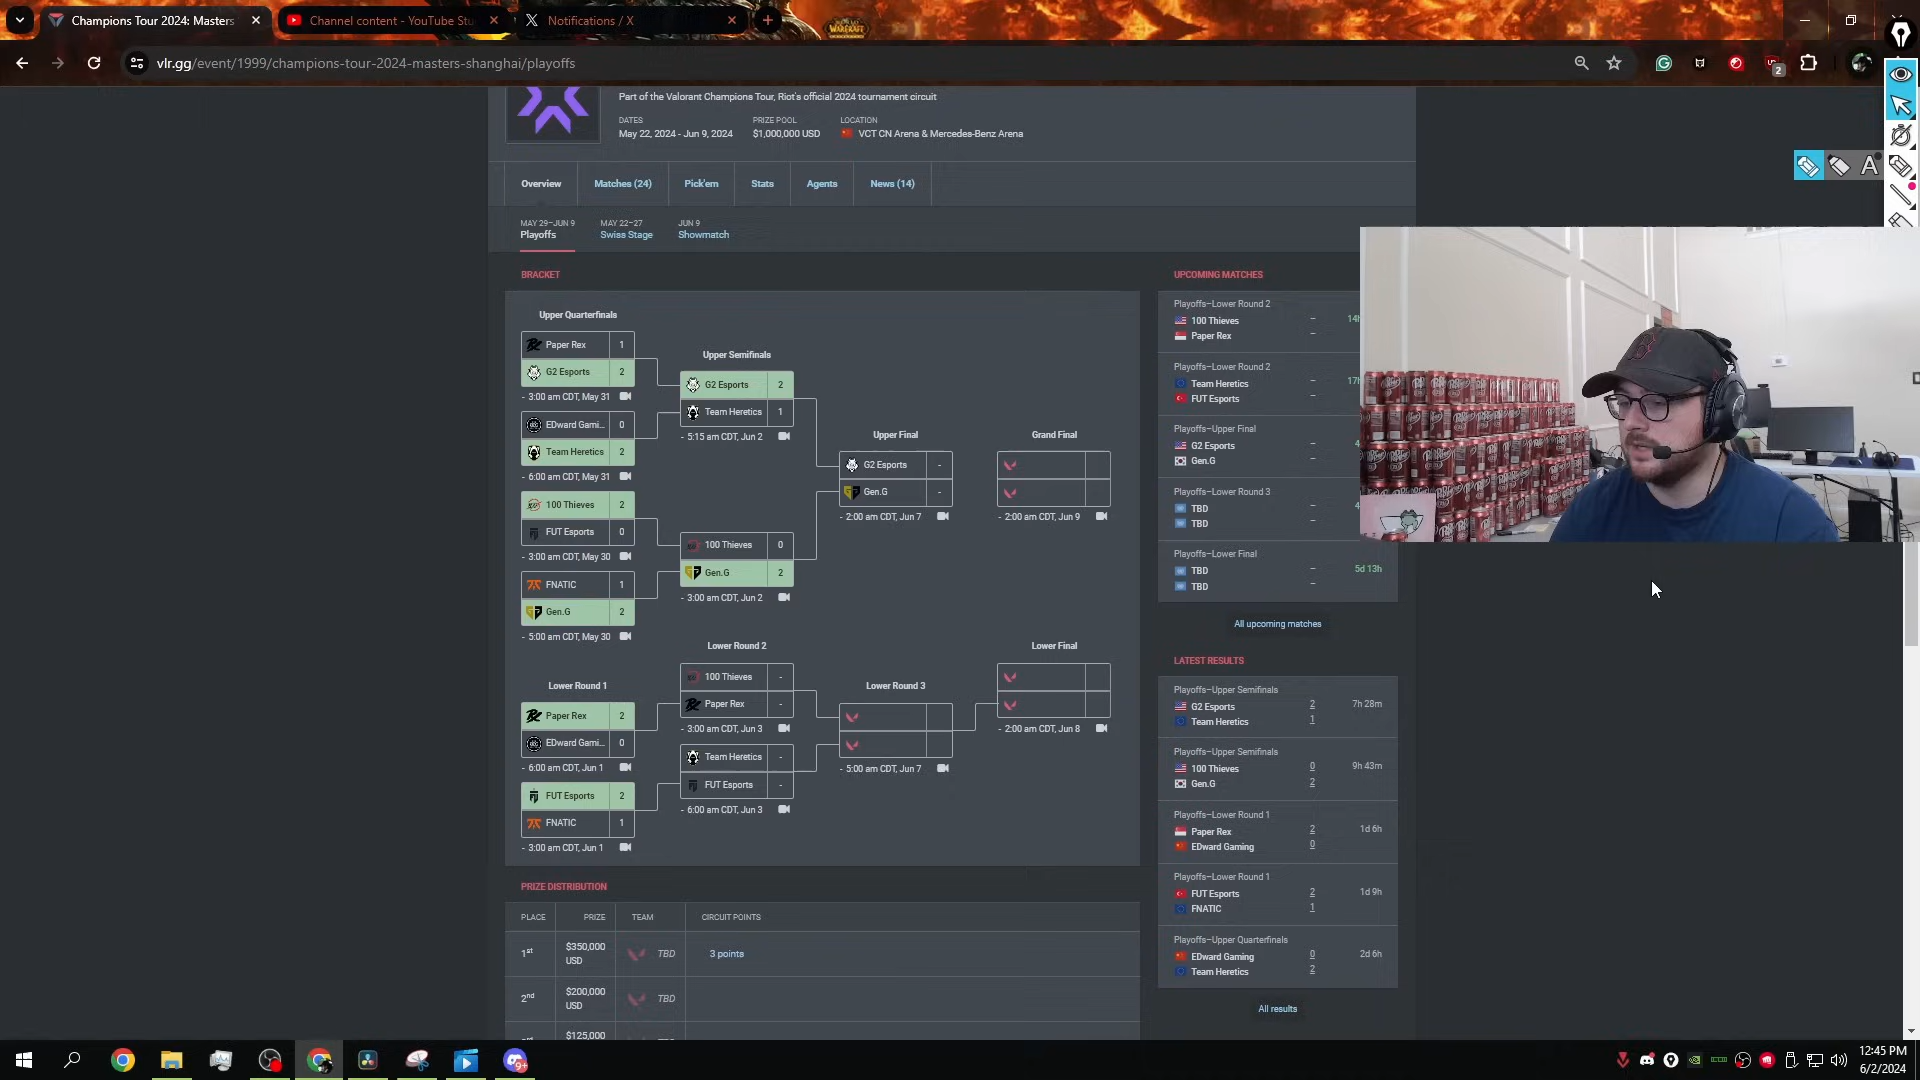 Champions Tour 2024: Masters
Channel content - YouTube Stu
Notifications / X
vlr.gg/event/1999/champions-tour-2024-masters-shanghai/playoffs
2
Part of the Valorant Champions Tour, Riot's official 2024 tournament circuit
DATES
PRIZE POOL
LOCATION
May 22, 2024 - Jun 9, 2024
$1,000,000 USD
VCT CN Arena & Mercedes-Benz Arena
Overview
Matches (24)
Pick'em
Stats
Agents
News (14)
MAY 29–JUN 9
Playoffs
MAY 22–27
Swiss Stage
JUN 9
Showmatch
BRACKET
Upper Quarterfinals
Paper Rex 1
G2 Esports 2
- 3:00 am CDT, May 31
EDward Gami... 0
Team Heretics 2
- 6:00 am CDT, May 31
100 Thieves 2
FUT Esports 0
- 3:00 am CDT, May 30
FNATIC 1
Gen.G 2
- 5:00 am CDT, May 30
Upper Semifinals
G2 Esports 2
Team Heretics 1
- 5:15 am CDT, Jun 2
100 Thieves 0
Gen.G 2
- 3:00 am CDT, Jun 2
Upper Final
G2 Esports -
Gen.G -
- 2:00 am CDT, Jun 7
Grand Final
- 2:00 am CDT, Jun 9
Lower Round 1
Paper Rex 2
EDward Gami... 0
- 6:00 am CDT, Jun 1
FUT Esports 2
FNATIC 1
- 3:00 am CDT, Jun 1
Lower Round 2
100 Thieves -
Paper Rex -
- 3:00 am CDT, Jun 3
Team Heretics -
FUT Esports -
- 6:00 am CDT, Jun 3
Lower Round 3
- 5:00 am CDT, Jun 7
Lower Final
- 2:00 am CDT, Jun 8
PRIZE DISTRIBUTION
PLACE PRIZE TEAM CIRCUIT POINTS
1st $350,000 USD TBD 3 points
2nd $200,000 USD TBD
$125,000
UPCOMING MATCHES
Playoffs–Lower Round 2
100 Thieves –
Paper Rex –
14h
Playoffs–Lower Round 2
Team Heretics –
FUT Esports –
17h
Playoffs–Upper Final
G2 Esports –
Gen.G –
Playoffs–Lower Round 3
TBD –
TBD –
Playoffs–Lower Final
TBD –
TBD –
5d 13h
All upcoming matches
LATEST RESULTS
Playoffs–Upper Semifinals
G2 Esports 2
Team Heretics 1
7h 28m
Playoffs–Upper Semifinals
100 Thieves 0
Gen.G 2
9h 43m
Playoffs–Lower Round 1
Paper Rex 2
EDward Gaming 0
1d 6h
Playoffs–Lower Round 1
FUT Esports 2
FNATIC 1
1d 9h
Playoffs–Upper Quarterfinals
EDward Gaming 0
Team Heretics 2
2d 6h
All results
12:45 PM
6/2/2024